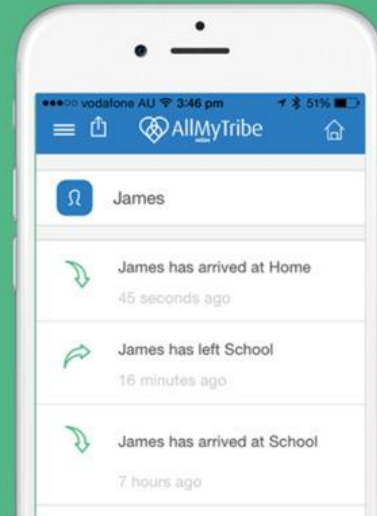 vodafone AU 3:46 pm 51%
AllMyTribe
James
James has arrived at Home
45 seconds ago
James has left School
16 minutes ago
James has arrived at School
7 hours ago